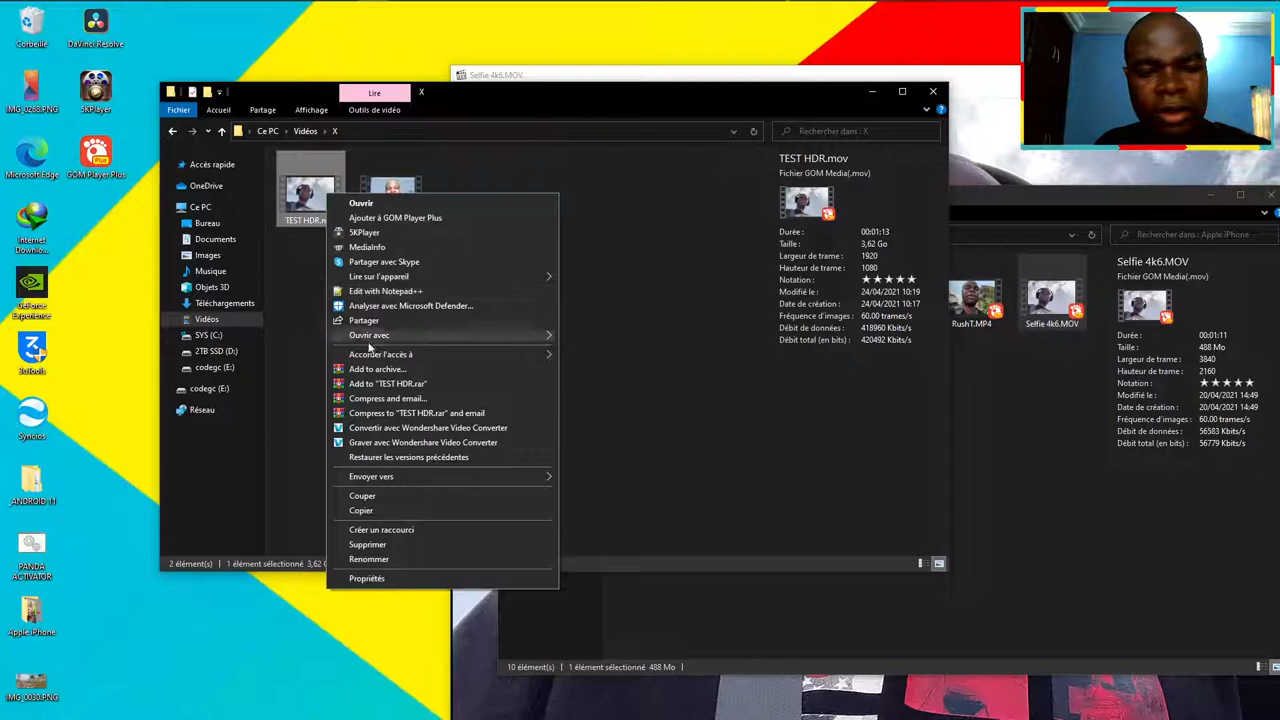 Corbeille
DaVinci Resolve
IMG_0268.PNG
5KPlayer
Microsoft Edge
GOM Player Plus
Internet
Downlo...
GeForce
Experience
3uTools
Syncios
_ANDROID 11
PANDA
ACTIVATOR
Apple iPhone
IMG_0030.PNG
Selfie 4k6.MOV
Lire
X
Fichier
Accueil
Partage
Affichage
Outils de vidéo
Ce PC
Vidéos
X
Rechercher dans : X
Accès rapide
OneDrive
Ce PC
Bureau
Documents
Images
Musique
Objets 3D
Téléchargements
Vidéos
SYS (C:)
2TB SSD (D:)
codegc (E:)
codegc (E:)
Réseau
Ouvrir
Ajouter à GOM Player Plus
5KPlayer
MediaInfo
Partager avec Skype
Lire sur l'appareil
Edit with Notepad++
Analyser avec Microsoft Defender...
Partager
Ouvrir avec
Accorder l'accès à
Add to archive...
Add to "TEST HDR.rar"
Compress and email...
Compress to "TEST HDR.rar" and email
Convertir avec Wondershare Video Converter
Graver avec Wondershare Video Converter
Restaurer les versions précédentes
Envoyer vers
Couper
Copier
Créer un raccourci
Supprimer
Renommer
Propriétés
TEST HDR.mov
Fichier GOM Media(.mov)
Durée : 00:01:13
Taille : 3,62 Go
Largeur de trame : 1920
Hauteur de trame : 1080
Notation : ★★★★★
Modifié le : 24/04/2021 10:19
Date de création : 24/04/2021 10:17
Fréquence d'images : 60.00 trames/s
Débit de données : 418960 Kbits/s
Débit total (en bits) : 420492 Kbits/s
2 élément(s)
1 élément sélectionné 3,62
Rechercher dans : Apple iPhone
RushT.MP4
Selfie 4k6.MOV
Selfie 4k6.MOV
Fichier GOM Media(.MOV)
Durée : 00:01:11
Taille : 488 Mo
Largeur de trame : 3840
Hauteur de trame : 2160
Notation : ★★★★★
Modifié le : 20/04/2021 14:49
Date de création : 20/04/2021 14:49
Fréquence d'images : 60.00 trames/s
Débit de données : 56583 Kbits/s
Débit total (en bits) : 56779 Kbits/s
10 élément(s)
1 élément sélectionné 488 Mo